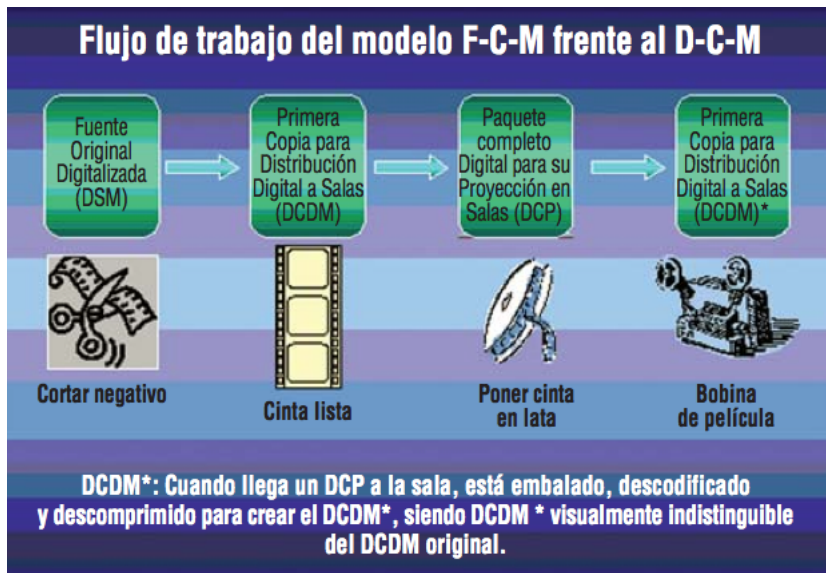 Flujo de trabajo del modelo F-C-M frente al D-C-M
Fuente
Original
Digitalizada
(DSM)
Primera
Copia para
Distribución
Digital a Salas
(DCDM)
Paquete
completo
Digital para su
Proyección en
Salas (DCP)
Primera
Copia para
Distribución
Digital a Salas
(DCDM)*
Cortar negativo
Cinta lista
Poner cinta
en lata
Bobina
de película
DCDM*: Cuando llega un DCP a la sala, está embalado, descodificado
y descomprimido para crear el DCDM*, siendo DCDM * visualmente indistinguible
del DCDM original.